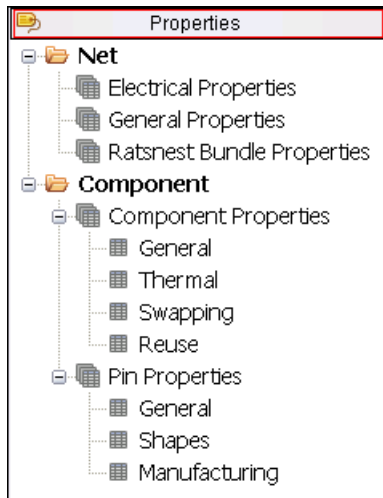 Properties
Net
Electrical Properties
General Properties
Ratsnest Bundle Properties
Component
Component Properties
General
Thermal
Swapping
Reuse
Pin Properties
General
Shapes
Manufacturing